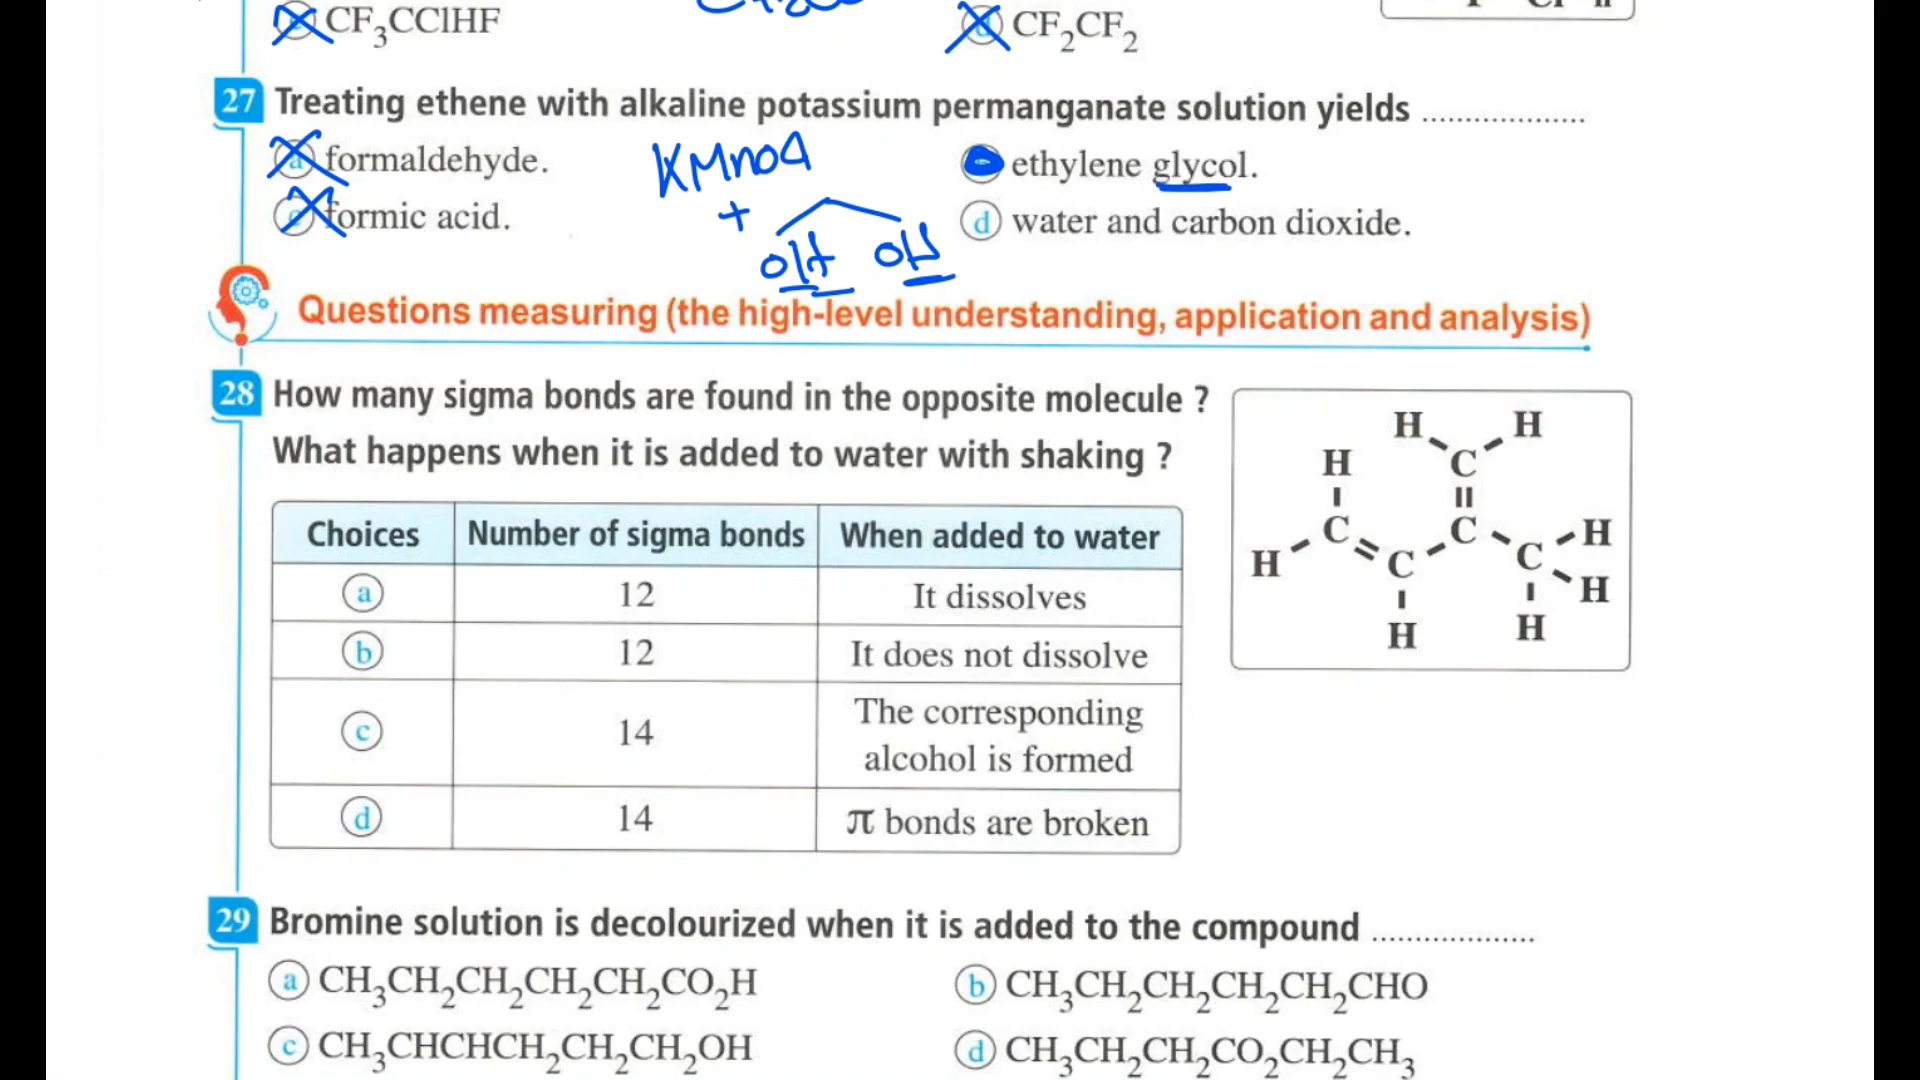 CF3CClHF
CF2CF2
27 Treating ethene with alkaline potassium permanganate solution yields ..................
a formaldehyde.
KMnO4
ethylene glycol.
+
c formic acid.
OH OH
d water and carbon dioxide.
Questions measuring (the high-level understanding, application and analysis)
28 How many sigma bonds are found in the opposite molecule ?
What happens when it is added to water with shaking ?
Choices Number of sigma bonds When added to water
a 12 It dissolves
b 12 It does not dissolve
c 14 The corresponding
alcohol is formed
d 14 π bonds are broken
H H
H C
C C H
H C C H
H H
29 Bromine solution is decolourized when it is added to the compound ..................
a CH3CH2CH2CH2CH2CO2H
b CH3CH2CH2CH2CH2CHO
c CH3CHCHCH2CH2CH2OH
d CH3CH2CH2CO2CH2CH3